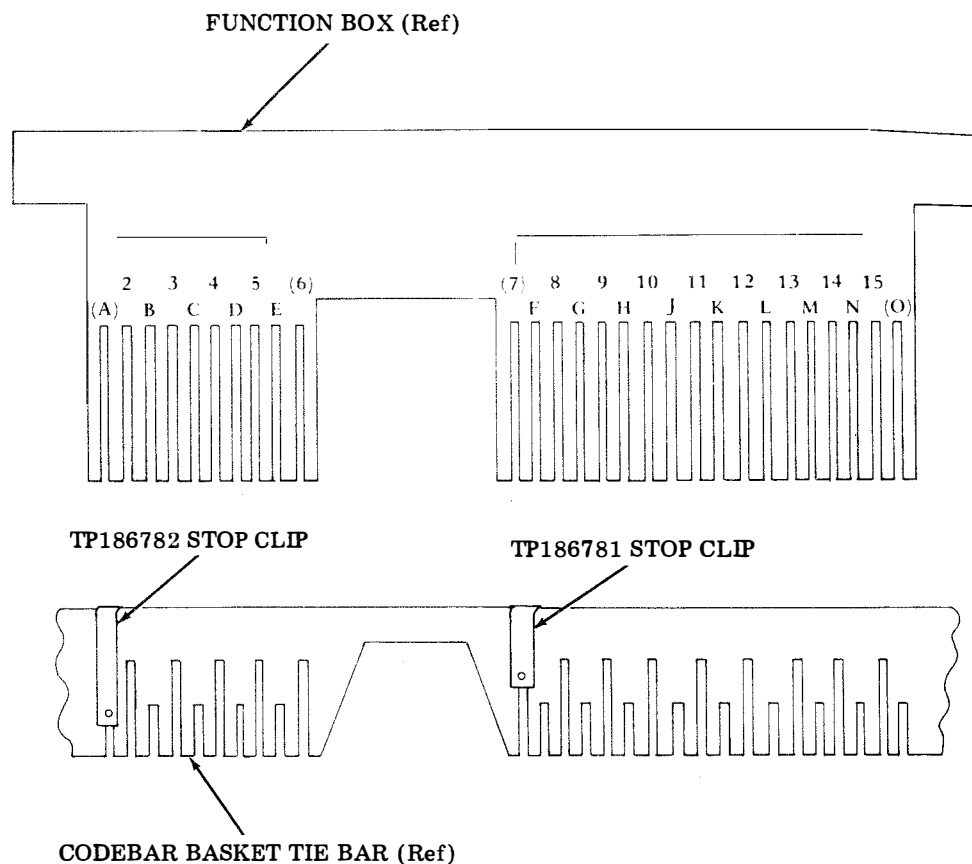 FUNCTION BOX (Ref)
2 3 4 5 (6) (7) 8 9 10 11 12 13 14 15
(A) B C D E F G H J K L M N (O)
TP186782 STOP CLIP
TP186781 STOP CLIP
CODEBAR BASKET TIE BAR (Ref)